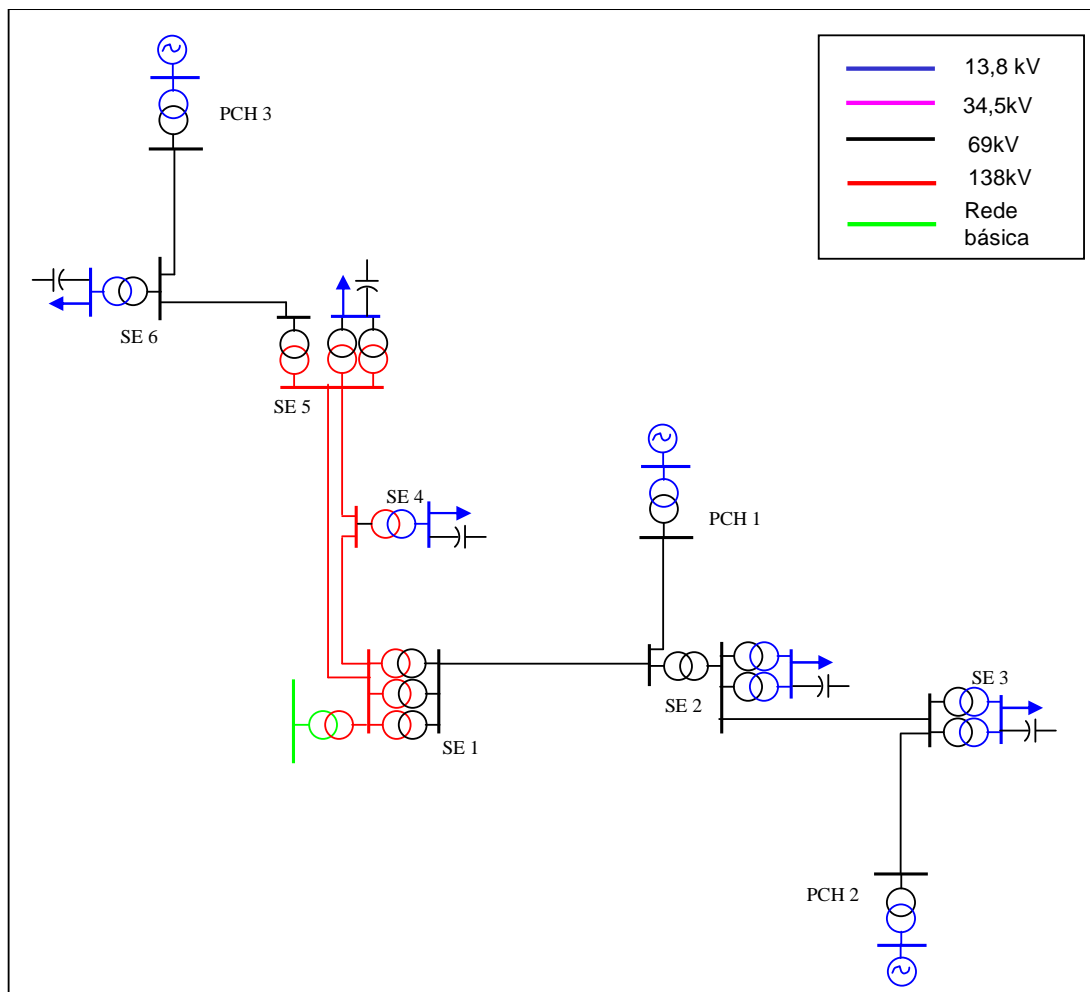 13,8 kV
34,5kV
69kV
138kV
Rede
básica
PCH 3
SE 6
SE 5
SE 4
PCH 1
SE 2
SE 3
SE 1
PCH 2